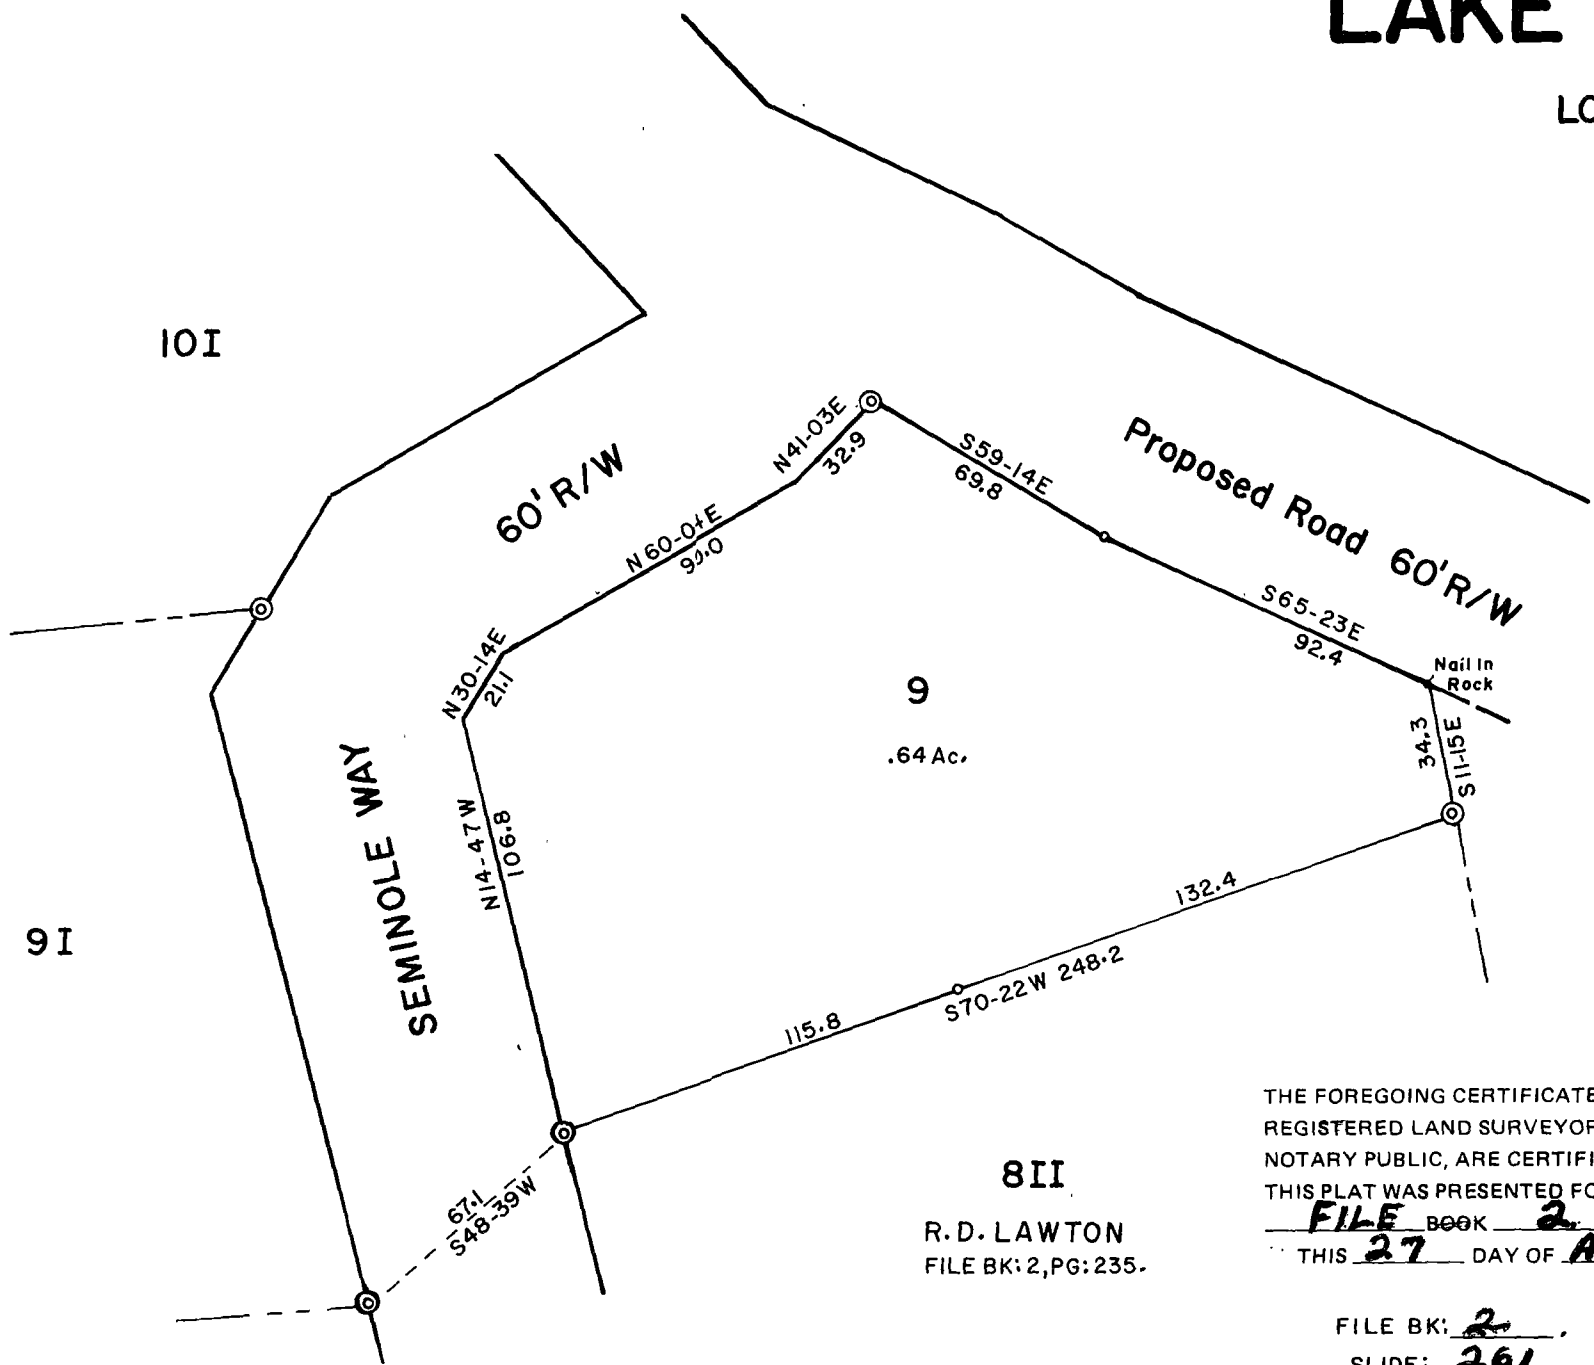 LAKE
LO
10I
60' R/W
N41-03E
32.9
S59-14E
69.8
Proposed Road 60' R/W
N 60-01E
S65-23E
92.4
Nail In
Rock
N 30-14E
21.1
9
.64 Ac.
34.3
S11-15E
SEMINOLE WAY
N14-47W
106.8
132.4
9I
S70-22W 248.2
115.8
67.1
S48-39W
8II
R.D. LAWTON
FILE BK: 2, PG: 235.
THE FOREGOING CERTIFICATE
REGISTERED LAND SURVEYOR
NOTARY PUBLIC, ARE CERTIFI
THIS PLAT WAS PRESENTED FO
FILE BOOK 2
THIS 27 DAY OF A
FILE BK: 2.
SLIDE: 261